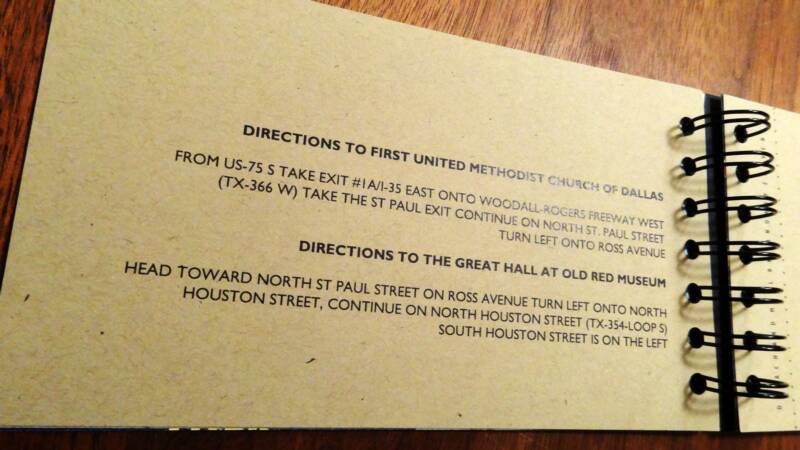 DIRECTIONS TO FIRST UNITED METHODIST CHURCH OF DALLAS
FROM US-75 S TAKE EXIT #1A/I-35 EAST ONTO WOODALL-ROGERS FREEWAY WEST
(TX-366 W) TAKE THE ST PAUL EXIT CONTINUE ON NORTH ST. PAUL STREET
TURN LEFT ONTO ROSS AVENUE
DIRECTIONS TO THE GREAT HALL AT OLD RED MUSEUM
HEAD TOWARD NORTH ST PAUL STREET ON ROSS AVENUE TURN LEFT ONTO NORTH
HOUSTON STREET, CONTINUE ON NORTH HOUSTON STREET (TX-354-LOOP S)
SOUTH HOUSTON STREET IS ON THE LEFT